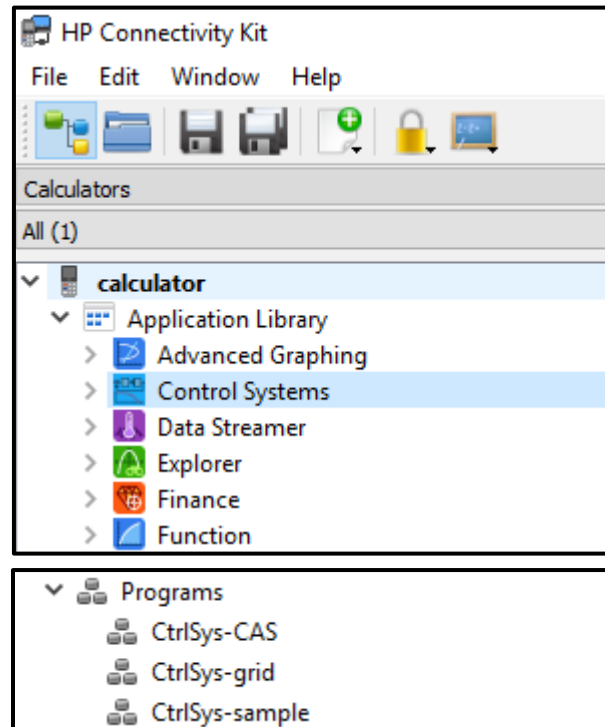 HP Connectivity Kit
File Edit Window Help
Calculators
All (1)
calculator
Application Library
Advanced Graphing
Control Systems
Data Streamer
Explorer
Finance
Function
Programs
CtrlSys-CAS
CtrlSys-grid
CtrlSys-sample